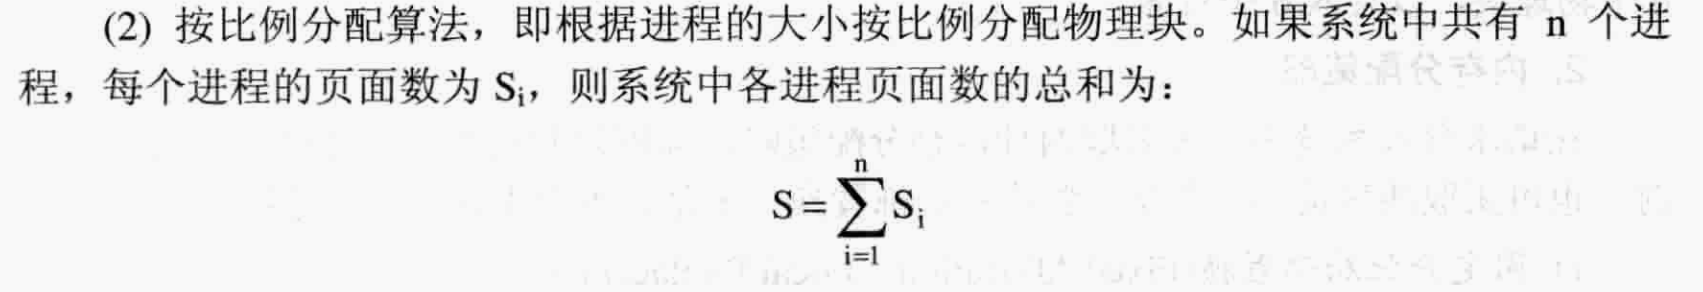 (2) 按比例分配算法，即根据进程的大小按比例分配物理块。如果系统中共有 n 个进
程，每个进程的页面数为 Sᵢ，则系统中各进程页面数的总和为：
n
S=∑Sᵢ
i=1